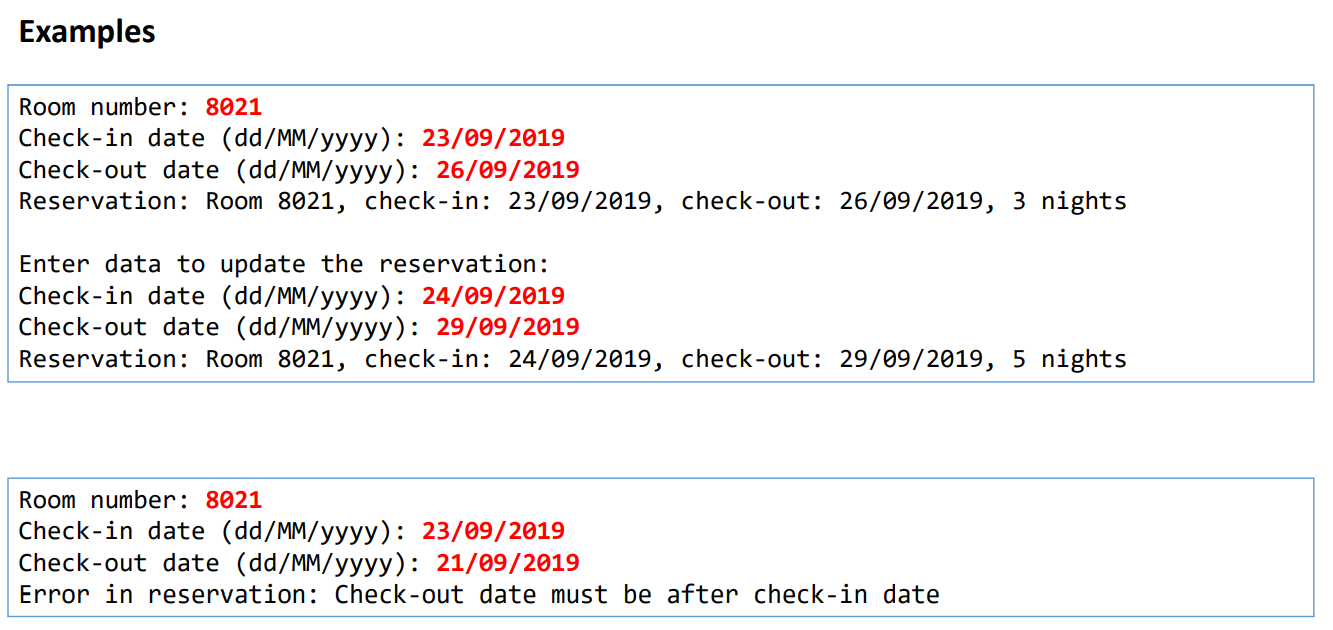 Examples
Room number: 8021
Check-in date (dd/MM/yyyy): 23/09/2019
Check-out date (dd/MM/yyyy): 26/09/2019
Reservation: Room 8021, check-in: 23/09/2019, check-out: 26/09/2019, 3 nights
Enter data to update the reservation:
Check-in date (dd/MM/yyyy): 24/09/2019
Check-out date (dd/MM/yyyy): 29/09/2019
Reservation: Room 8021, check-in: 24/09/2019, check-out: 29/09/2019, 5 nights
Room number: 8021
Check-in date (dd/MM/yyyy): 23/09/2019
Check-out date (dd/MM/yyyy): 21/09/2019
Error in reservation: Check-out date must be after check-in date